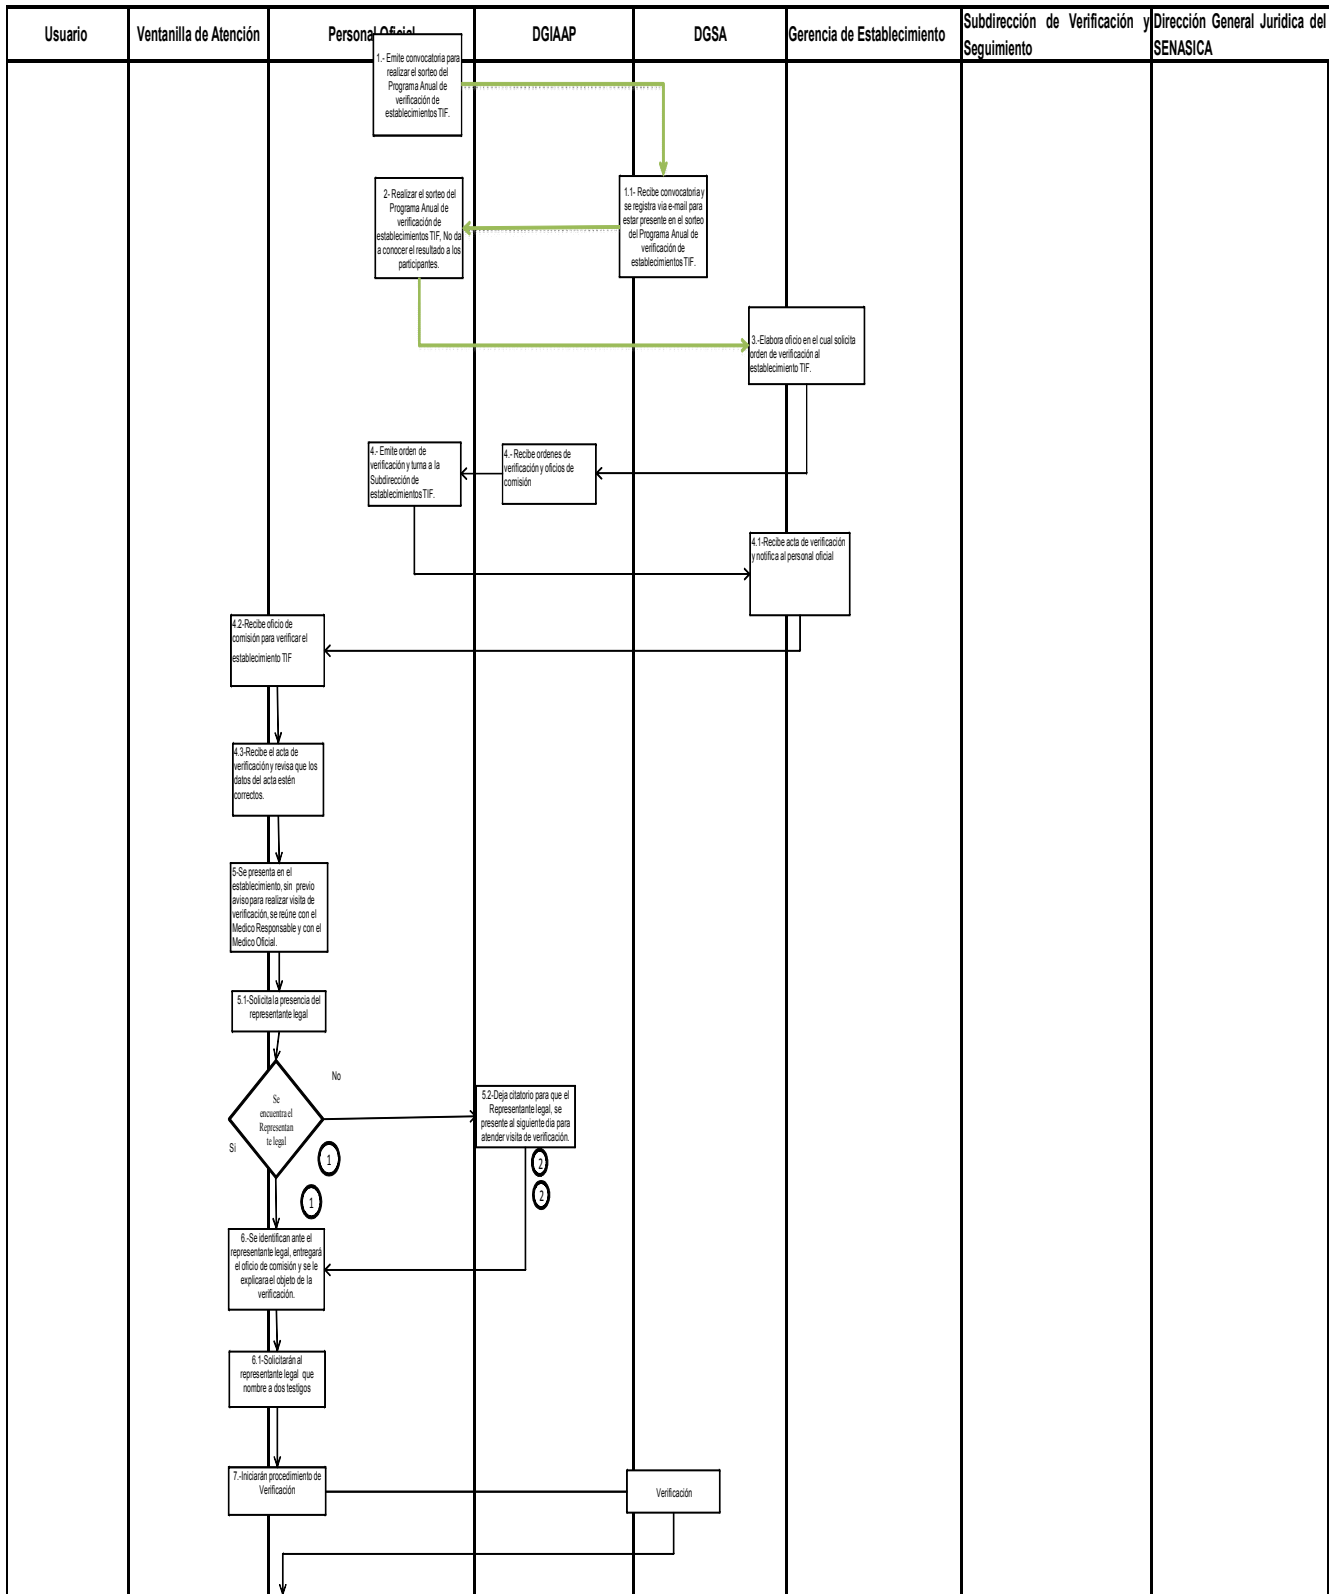 Usuario
Ventanilla de Atención
Personal Oficial
DGIAAP
DGSA
Gerencia de Establecimiento
Subdirección de Verificación y
Seguimiento
Dirección General Juridica del
SENASICA
1.- Emite convocatoria para
realizar el sorteo del
Programa Anual de
verificación de
establecimientos TIF.
1.1- Recibe convocatoria y
se registra via e-mail para
estar presente en el sorteo
del Programa Anual de
verificación de
establecimientos TIF.
2- Realizar el sorteo del
Programa Anual de
verificación de
establecimientos TIF, No da
a conocer el resultado a los
participantes.
3.-Elabora oficio en el cual solicita
orden de verificación al
establecimiento TIF.
4.- Recibe ordenes de
verificación y oficios de
comisión
4.- Emite orden de
verificación y turna a la
Subdirección de
establecimientos TIF.
4.1-Recibe acta de verificación
y notifica al personal oficial
4.2-Recibe oficio de
comisión para verificar el
establecimiento TIF
4.3-Recibe el acta de
verificación y revisa que los
datos del acta estén
correctos.
5-Se presenta en el
establecimiento, sin previo
aviso para realizar visita de
verificación, se reúne con el
Medico Responsable y con el
Medico Oficial.
5.1-Solicita la presencia del
representante legal
Se
encuentra el
Representan
te legal
No
Si
5.2-Deja citatorio para que el
Representante legal, se
presente al siguiente dia para
atender visita de verificación.
1
1
2
2
6.-Se identifican ante el
representante legal, entregará
el oficio de comisión y se le
explicara el objeto de la
verificación.
6.1-Solicitarán al
representante legal que
nombre a dos testigos
7.-Iniciarán procedimiento de
Verificación
Verificación